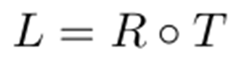 L = R ∘ T